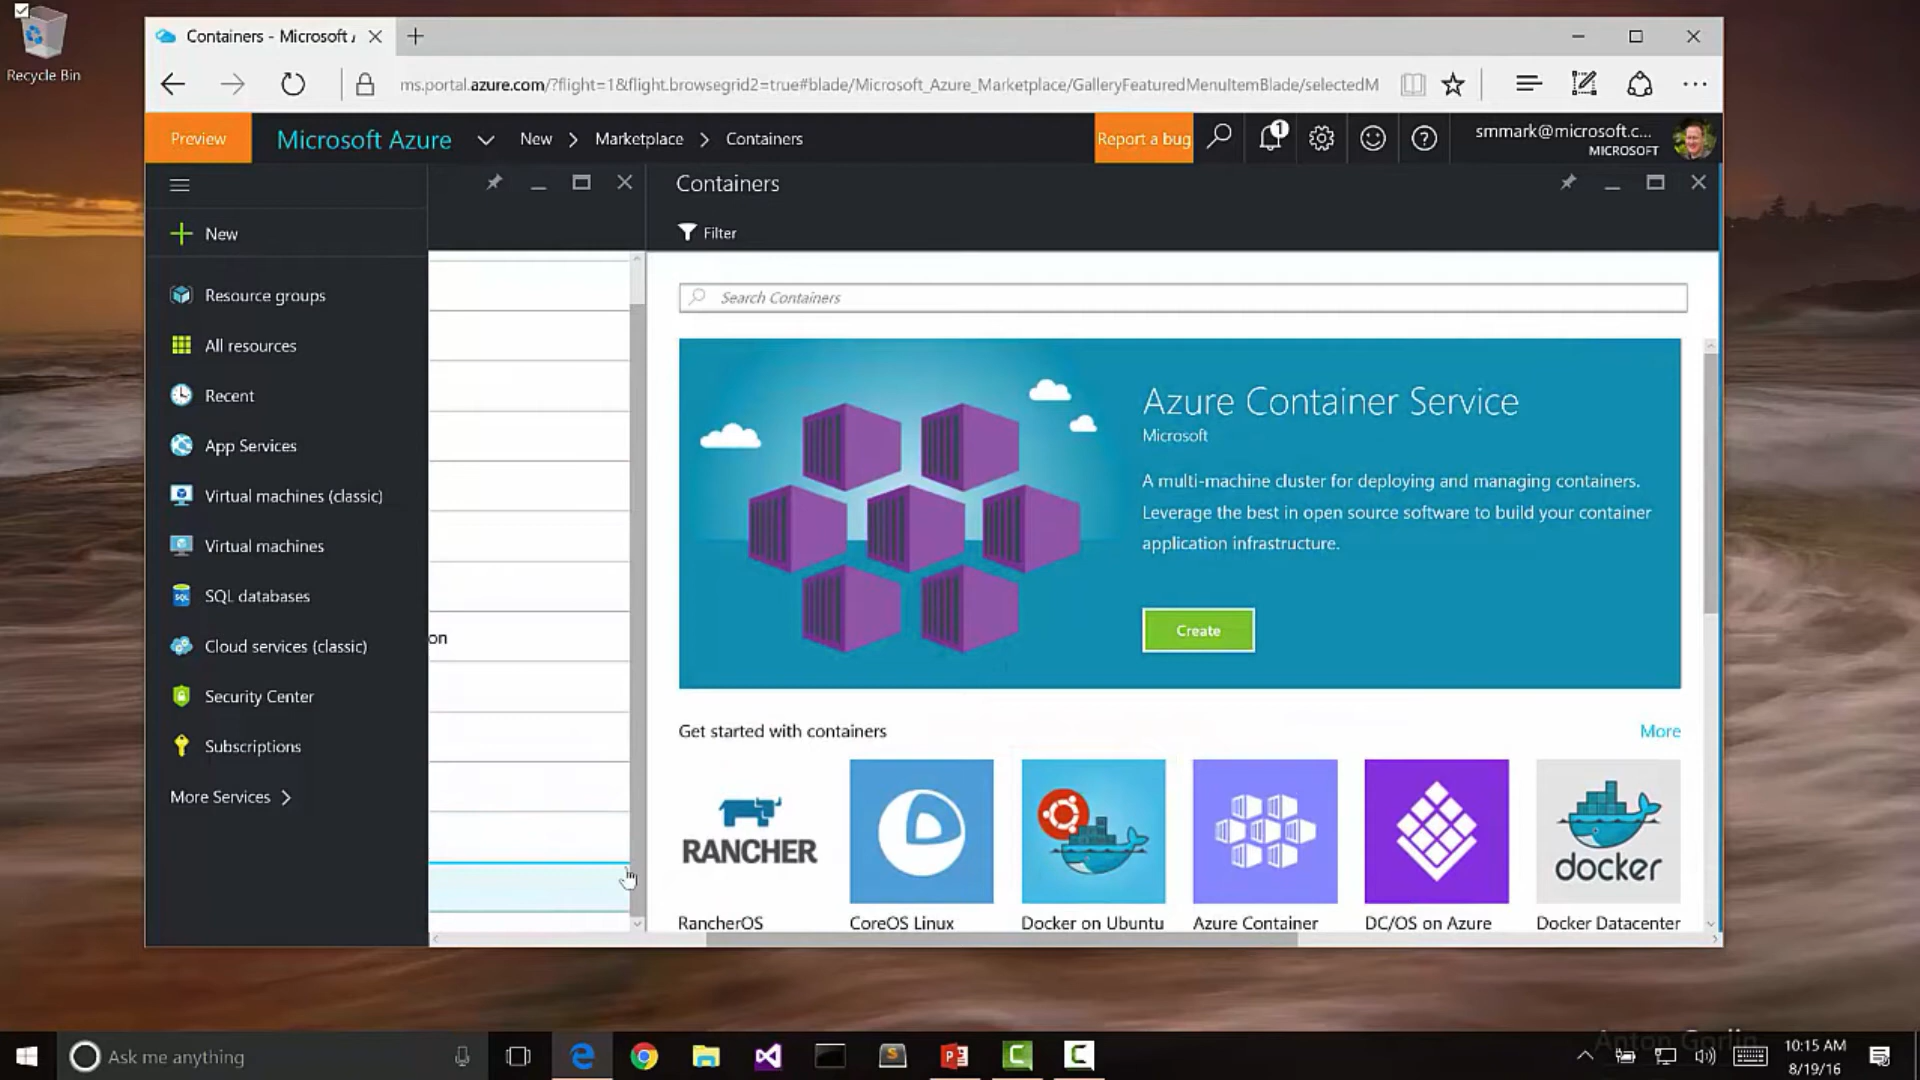 Recycle Bin
Containers - Microsoft
ms.portal.azure.com/?flight=1&flight.browsegrid2=true#blade/Microsoft_Azure_Marketplace/GalleryFeaturedMenuItemBlade/selectedM
Preview
Microsoft Azure
New
Marketplace
Containers
Report a bug
1
smmark@microsoft.c...
MICROSOFT
Containers
Filter
New
Resource groups
All resources
Recent
App Services
Virtual machines (classic)
Virtual machines
SQL databases
Cloud services (classic)
Security Center
Subscriptions
More Services
on
Search Containers
Azure Container Service
Microsoft
A multi-machine cluster for deploying and managing containers.
Leverage the best in open source software to build your container
application infrastructure.
Create
Get started with containers
More
RANCHER
docker
RancherOS
CoreOS Linux
Docker on Ubuntu
Azure Container
DC/OS on Azure
Docker Datacenter
Ask me anything
Anton Gorlin
10:15 AM
8/19/16